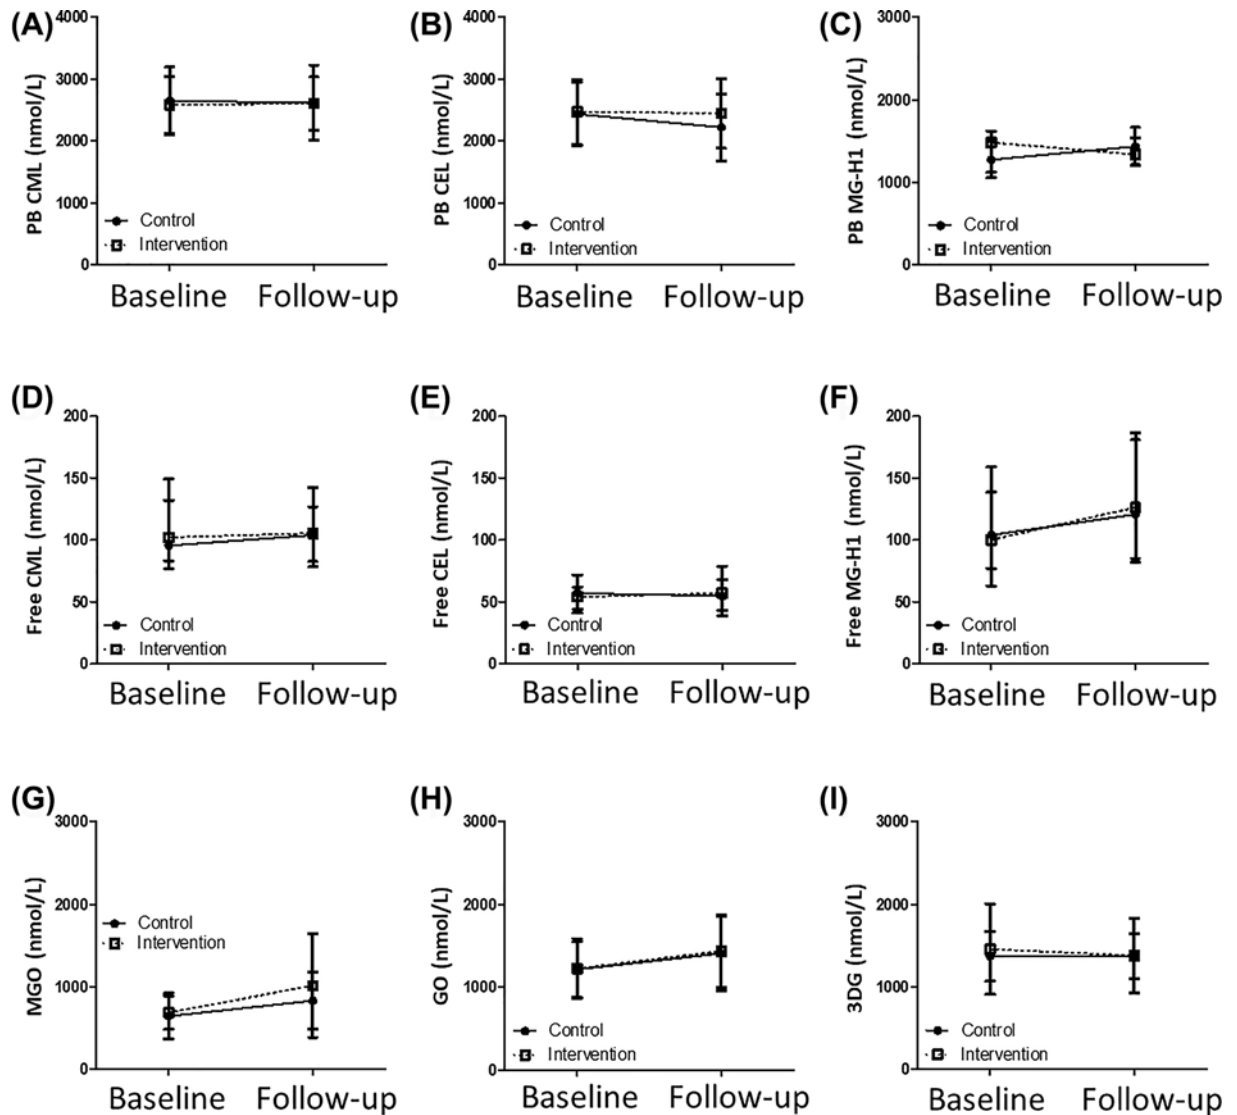 (A)
PB CML (nmol/L)
4000
3000
2000
1000
0
Control
Intervention
Baseline Follow-up
(B)
PB CEL (nmol/L)
4000
3000
2000
1000
0
Control
Intervention
Baseline Follow-up
(C)
PB MG-H1 (nmol/L)
3000
2000
1000
0
Control
Intervention
Baseline Follow-up
(D)
Free CML (nmol/L)
200
150
100
50
0
Control
Intervention
Baseline Follow-up
(E)
Free CEL (nmol/L)
200
150
100
50
0
Control
Intervention
Baseline Follow-up
(F)
Free MG-H1 (nmol/L)
200
150
100
50
0
Control
Intervention
Baseline Follow-up
(G)
MGO (nmol/L)
3000
2000
1000
0
Control
Intervention
Baseline Follow-up
(H)
GO (nmol/L)
3000
2000
1000
0
Control
Intervention
Baseline Follow-up
(I)
3DG (nmol/L)
3000
2000
1000
0
Control
Intervention
Baseline Follow-up